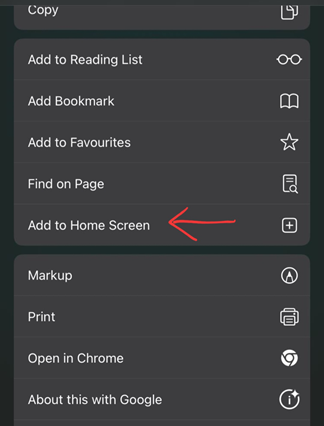 Copy
Add to Reading List
Add Bookmark
Add to Favourites
Find on Page
Add to Home Screen
Markup
Print
Open in Chrome
About this with Google